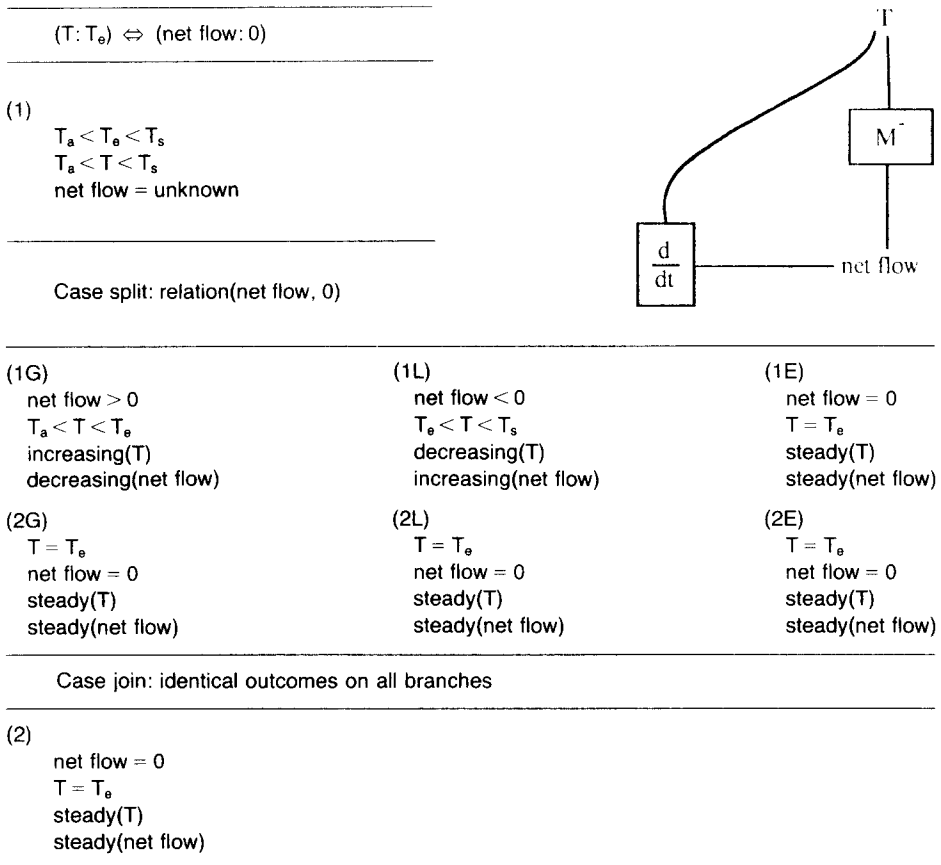 (T: Tₑ) ⇔ (net flow: 0)
T
(1)
Tₐ < Tₑ < Tₛ
Tₐ < T < Tₛ
net flow = unknown
M⁻
d
dt
net flow
Case split: relation(net flow, 0)
(1G) (1L) (1E)
net flow > 0 net flow < 0 net flow = 0
Tₐ < T < Tₑ Tₑ < T < Tₛ T = Tₑ
increasing(T) decreasing(T) steady(T)
decreasing(net flow) increasing(net flow) steady(net flow)
(2G) (2L) (2E)
T = Tₑ T = Tₑ T = Tₑ
net flow = 0 net flow = 0 net flow = 0
steady(T) steady(T) steady(T)
steady(net flow) steady(net flow) steady(net flow)
Case join: identical outcomes on all branches
(2)
net flow = 0
T = Tₑ
steady(T)
steady(net flow)